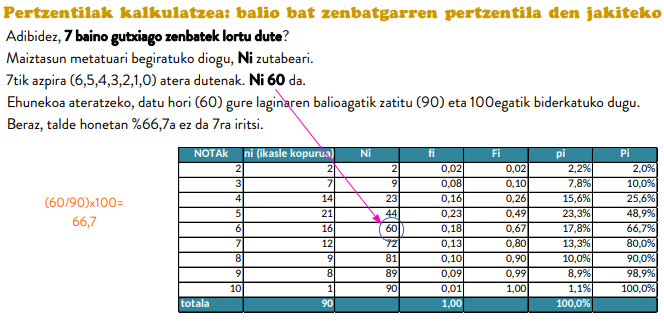 Pertzentilak kalkulatzea: balio bat zenbatgarren pertzentila den jakiteko
Adibidez, 7 baino gutxiago zenbatek lortu dute?
Maiztasun metatuari begiratuko diogu, Ni zutabeari.
7tik azpira (6,5,4,3,2,1,0) atera dutenak. Ni 60 da.
Ehunekoa ateratzeko, datu hori (60) gure laginaren balioagatik zatitu (90) eta 100egatik biderkatuko dugu.
Beraz, talde honetan %66,7a ez da 7ra iritsi.
(60/90)x100=
66,7
NOTAk ni (ikasle kopurua) Ni fi Fi pi Pi
2 2 2 0,02 0,02 2,2% 2,0%
3 7 9 0,08 0,10 7,8% 10,0%
4 14 23 0,16 0,26 15,6% 25,6%
5 21 44 0,23 0,49 23,3% 48,9%
6 16 60 0,18 0,67 17,8% 66,7%
7 12 72 0,13 0,80 13,3% 80,0%
8 9 81 0,10 0,90 10,0% 90,0%
9 8 89 0,09 0,99 8,9% 98,9%
10 1 90 0,01 1,00 1,1% 100,0%
totala 90 1,00 100,0%